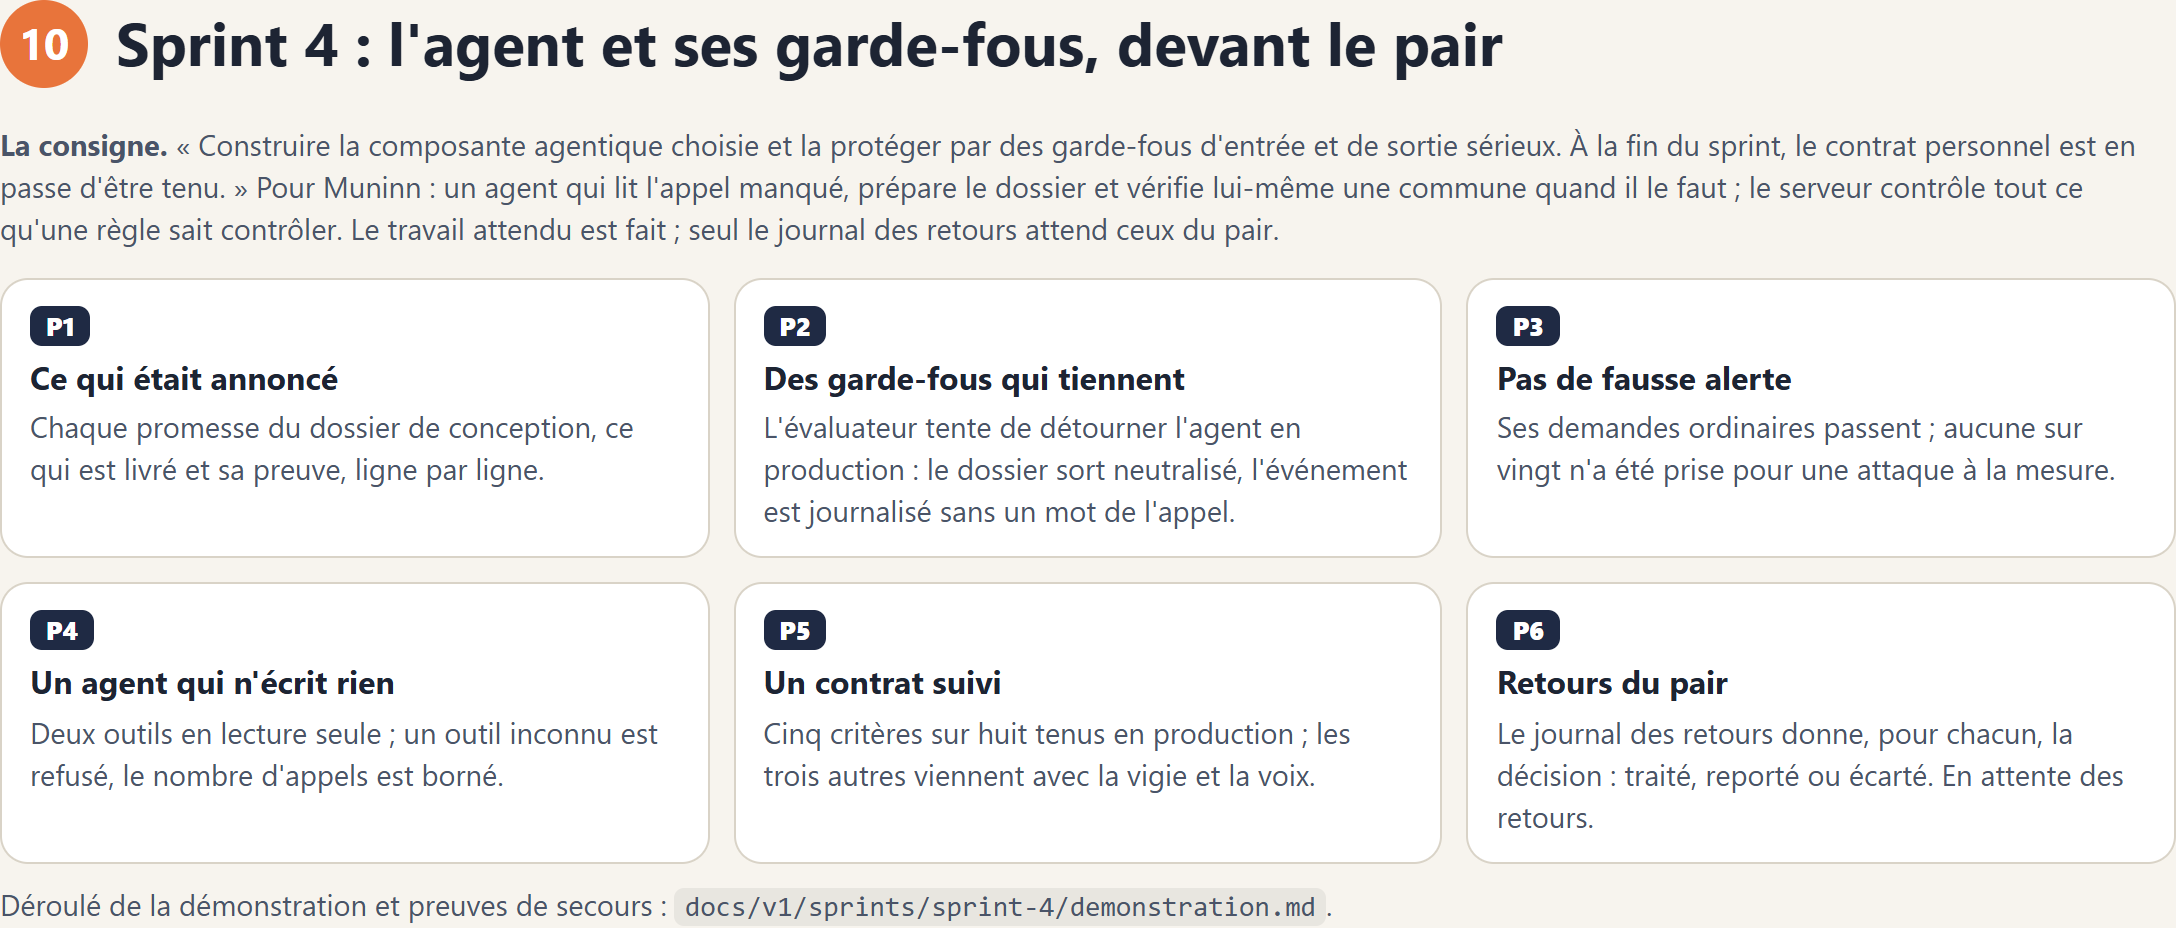 10
Sprint 4 : l'agent et ses garde-fous, devant le pair
La consigne. « Construire la composante agentique choisie et la protéger par des garde-fous d'entrée et de sortie sérieux. À la fin du sprint, le contrat personnel est en
passe d'être tenu. » Pour Muninn : un agent qui lit l'appel manqué, prépare le dossier et vérifie lui-même une commune quand il le faut ; le serveur contrôle tout ce
qu'une règle sait contrôler. Le travail attendu est fait ; seul le journal des retours attend ceux du pair.
P1
Ce qui était annoncé
Chaque promesse du dossier de conception, ce
qui est livré et sa preuve, ligne par ligne.
P2
Des garde-fous qui tiennent
L'évaluateur tente de détourner l'agent en
production : le dossier sort neutralisé, l'événement
est journalisé sans un mot de l'appel.
P3
Pas de fausse alerte
Ses demandes ordinaires passent ; aucune sur
vingt n'a été prise pour une attaque à la mesure.
P4
Un agent qui n'écrit rien
Deux outils en lecture seule ; un outil inconnu est
refusé, le nombre d'appels est borné.
P5
Un contrat suivi
Cinq critères sur huit tenus en production ; les
trois autres viennent avec la vigie et la voix.
P6
Retours du pair
Le journal des retours donne, pour chacun, la
décision : traité, reporté ou écarté. En attente des
retours.
Déroulé de la démonstration et preuves de secours : docs/v1/sprints/sprint-4/demonstration.md.